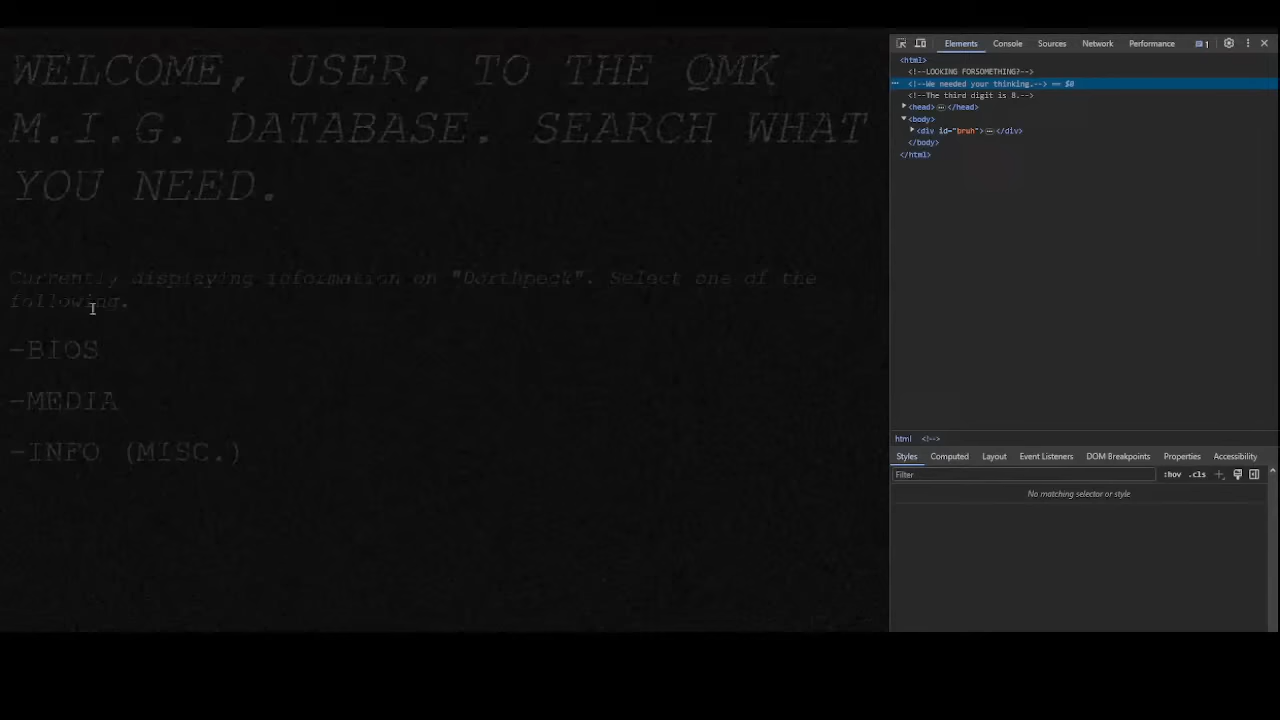 WELCOME, USER, TO THE QMK
M.I.G. DATABASE. SEARCH WHAT
YOU NEED.
Currently displaying information on "Dorthpeck". Select one of the
following.
-BIOS
-MEDIA
-INFO (MISC.)
Elements Console Sources Network Performance 1
<html>
<!--LOOKING FORSOMETHING?-->
<!--We needed your thinking.--> == $0
<!--The third digit is 8.-->
<head>…</head>
<body>
<div id="brwh">…</div>
</body>
</html>
html <!-->
Styles Computed Layout Event Listeners DOM Breakpoints Properties Accessibility
Filter :hov .cls
No matching selector or style